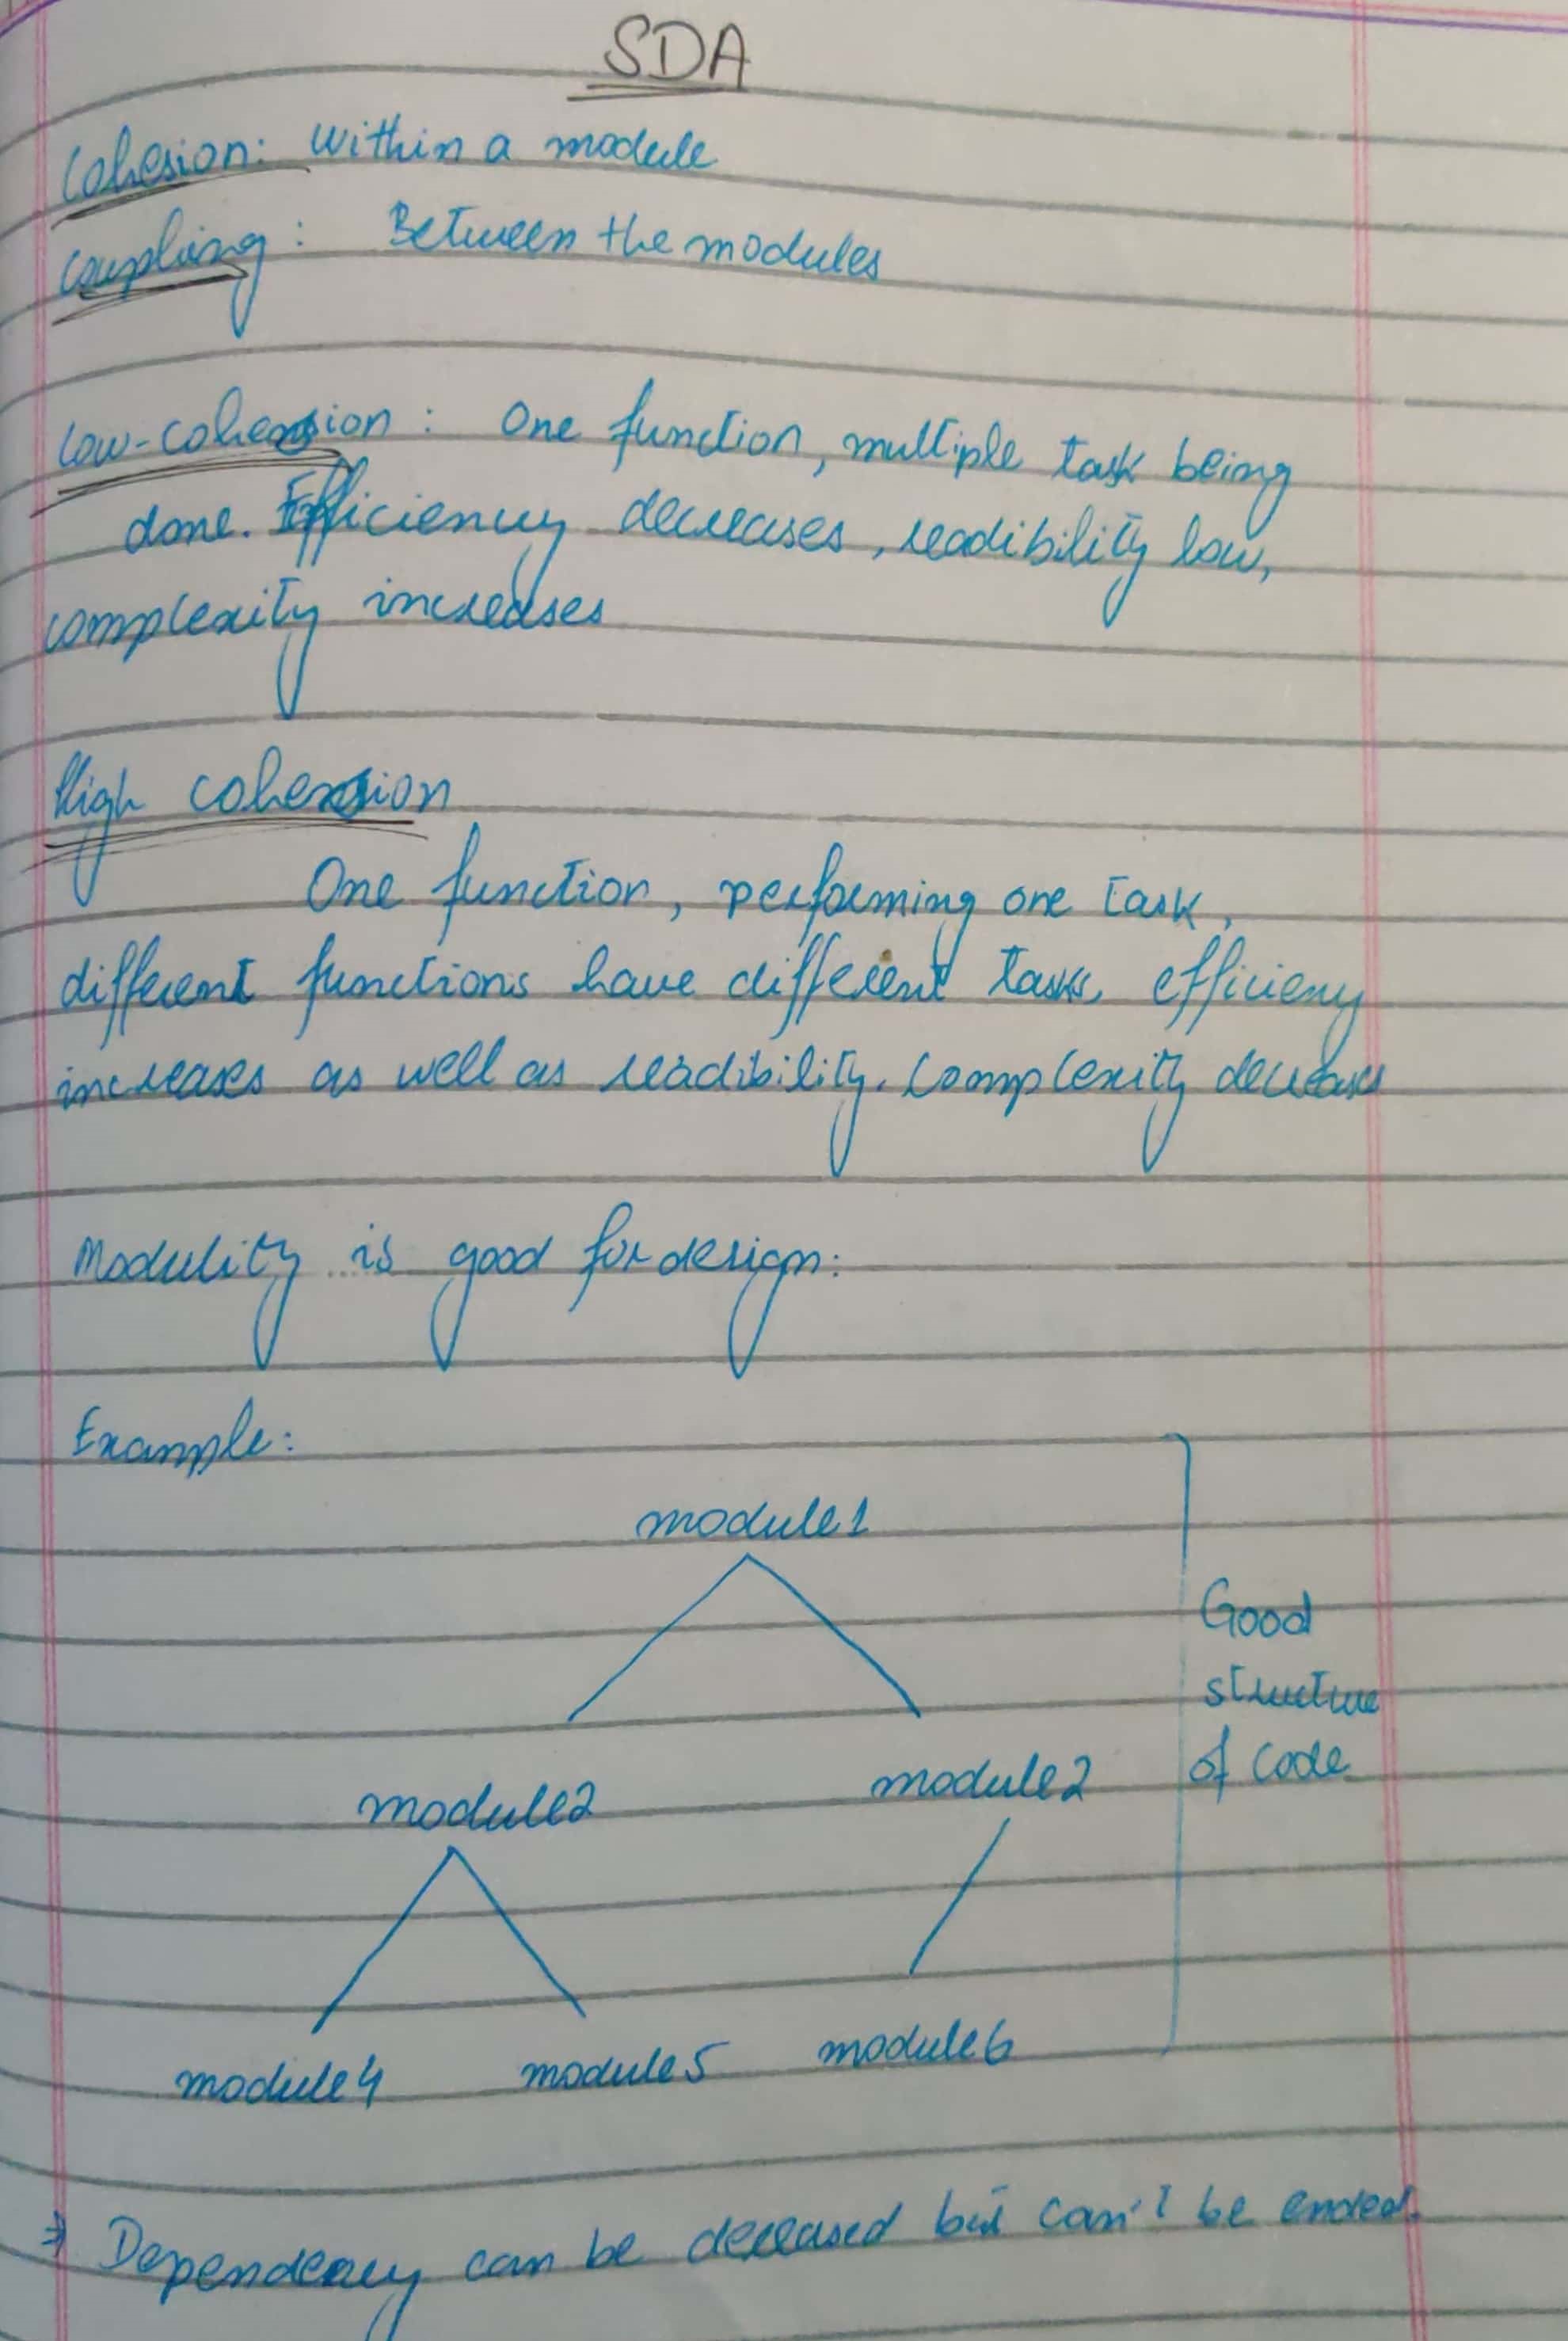 SDA
Cohesion: Within a module
Coupling: Between the modules
Low-cohension: One function, multiple task being
done. Efficiency decreases, readibility low,
complexity increases
High cohension
One function, performing one task,
different functions have different tasks, efficieny
increases as well as readibility. Complexity decreases
Modulity is good for design:
Example:
module1
Good
structure
of code
module2 module2
module4 module5 module6
⇒ Dependency can be deceased but can't be ended.